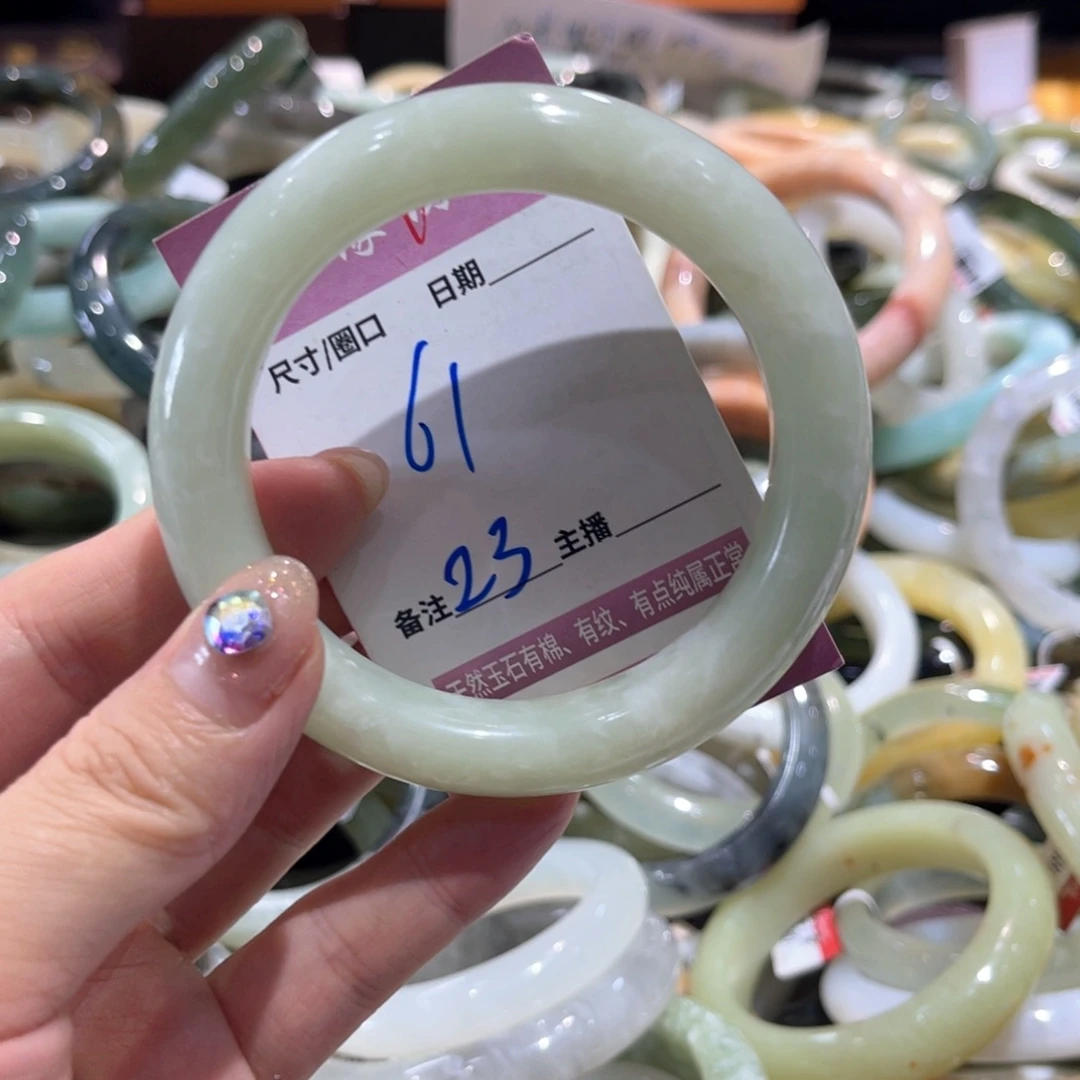 日期
尺寸/圈口
61
备注 23 主播
天然玉石有棉、有纹、有点纯属正常